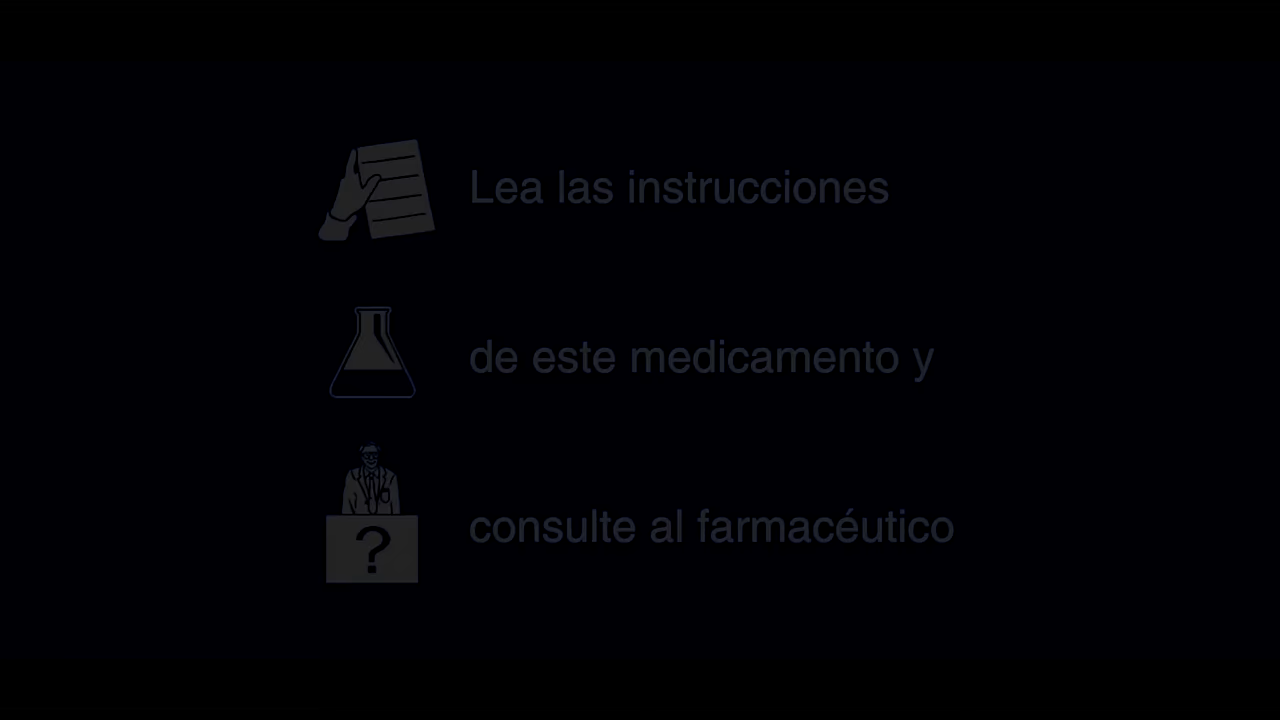 Lea las instrucciones
de este medicamento y
?
consulte al farmacéutico